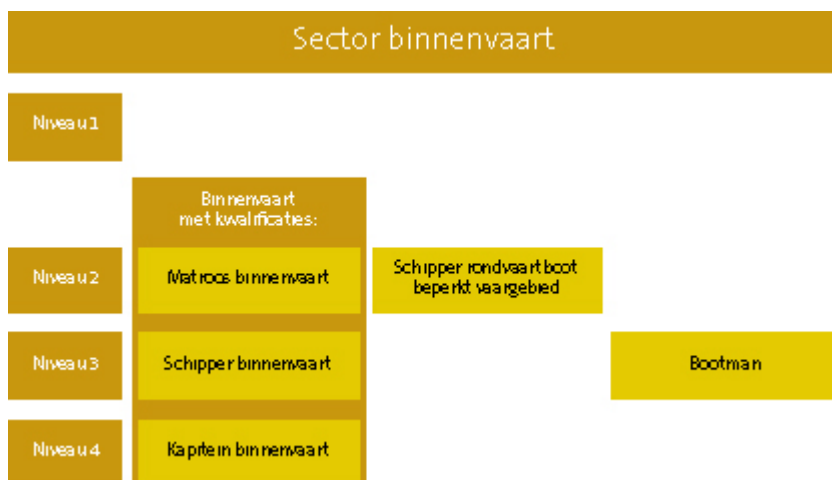 Sector binnenvaart
Niveau 1
Binnenvaart
met kwalificaties:
Niveau 2
Matroos binnenvaart
Schipper rondvaartboot
beperkt vaargebied
Niveau 3
Schipper binnenvaart
Bootman
Niveau 4
Kapitein binnenvaart